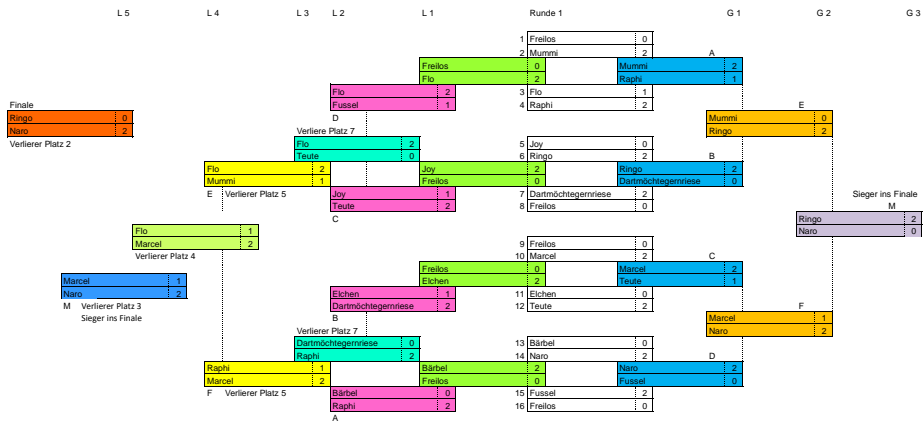 L 5 L 4 L 3 L 2 L 1 Runde 1 G 1 G 2 G 3
1 Freilos 0
2 Mummi 2 A
Freilos 0 Mummi 2
Flo 2 Raphi 1
Flo 2 3 Flo 1
Fussel 1 4 Raphi 2
Finale D E
Ringo 0 Mummi 0
Naro 2 Ringo 2
Verlierer Platz 2 Verliere Platz 7
Flo 2 5 Joy 0
Teute 0 6 Ringo 2 B
Flo 2 Joy 2 Ringo 2
Mummi 1 Freilos 0 Dartmöchtegernriese 0
E Verlierer Platz 5 Joy 1 7 Dartmöchtegernriese 2 Sieger ins Finale
Teute 2 8 Freilos 0 M
C Ringo 2
Flo 1 Naro 0
Marcel 2 9 Freilos 0
Verlierer Platz 4 10 Marcel 2 C
Freilos 0 Marcel 2
Marcel 1 Elchen 2 Teute 1
Naro 2 Elchen 1 11 Elchen 0
M Verlierer Platz 3 Dartmöchtegernriese 2 12 Teute 2 F
Sieger ins Finale B Marcel 1
Verlierer Platz 7 Naro 2
Dartmöchtegernriese 0 13 Bärbel 0
Raphi 2 14 Naro 2 D
Raphi 1 Bärbel 2 Naro 2
Marcel 2 Freilos 0 Fussel 0
F Verlierer Platz 5 Bärbel 0 15 Fussel 2
Raphi 2 16 Freilos 0
A